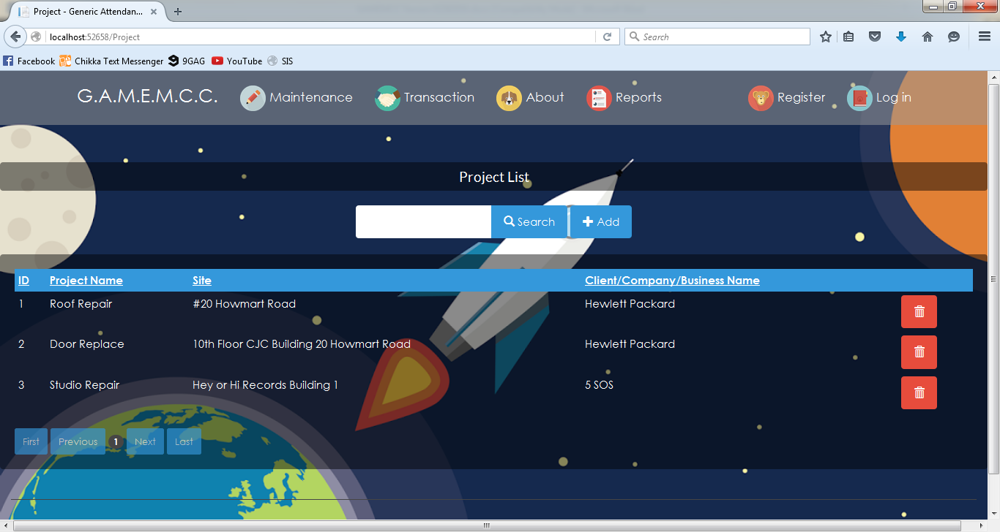 Project - Generic Attendan...
localhost:52658/Project
Search
Facebook Chikka Text Messenger 9GAG YouTube SIS
G.A.M.E.M.C.C. Maintenance Transaction About Reports Register Log in
Project List
Search Add
ID Project Name Site Client/Company/Business Name
1 Roof Repair #20 Howmart Road Hewlett Packard
2 Door Replace 10th Floor CJC Building 20 Howmart Road Hewlett Packard
3 Studio Repair Hey or Hi Records Building 1 5 SOS
First Previous 1 Next Last